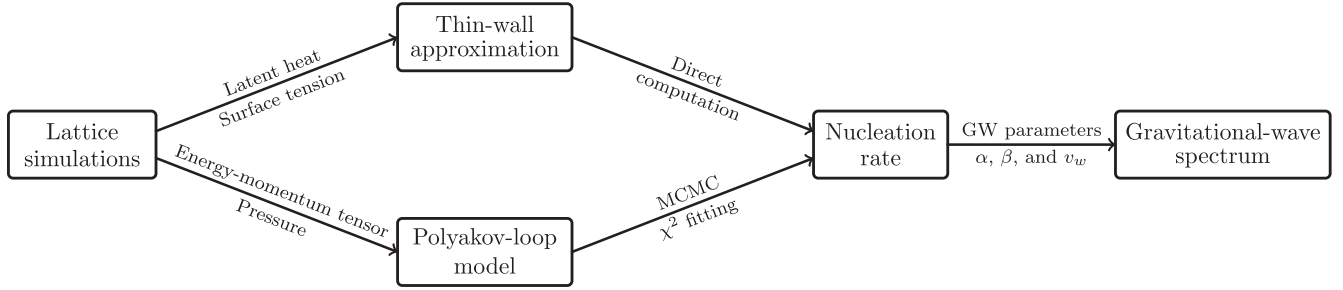 Thin-wall
approximation
Latent heat
Surface tension
Direct
computation
Lattice
simulations
Nucleation
rate
GW parameters
α, β, and v_w
Gravitational-wave
spectrum
Energy-momentum tensor
Pressure
MCMC
χ² fitting
Polyakov-loop
model